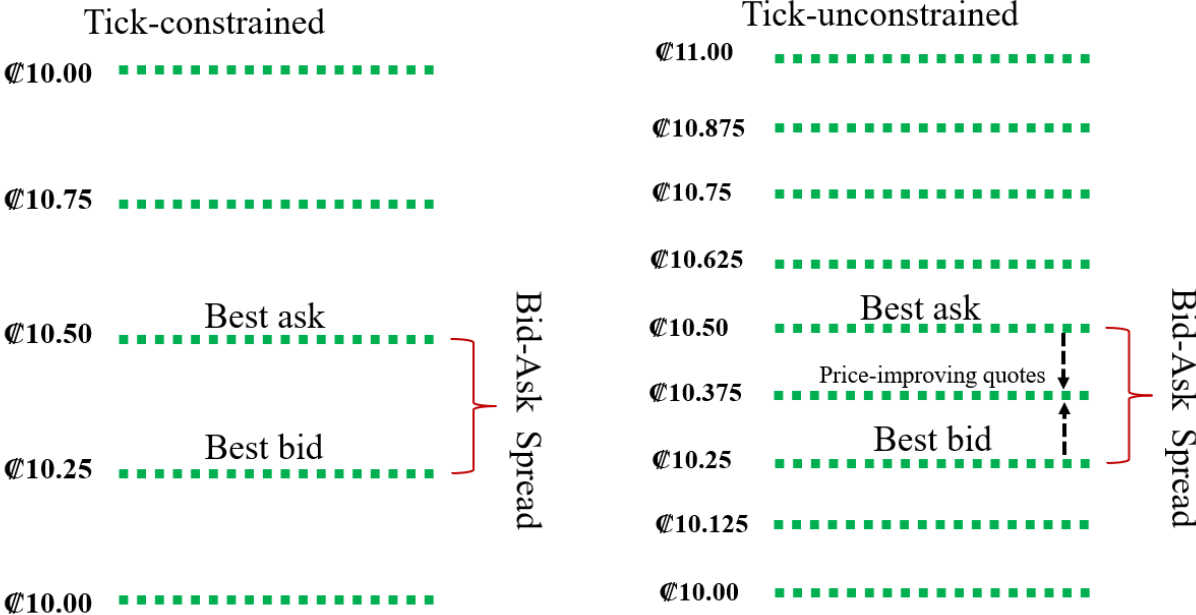 Tick-constrained
₡10.00
₡10.75
Best ask
₡10.50
Best bid
₡10.25
₡10.00
Bid-Ask Spread
Tick-unconstrained
₡11.00
₡10.875
₡10.75
₡10.625
Best ask
₡10.50
Price-improving quotes
₡10.375
Best bid
₡10.25
₡10.125
₡10.00
Bid-Ask Spread